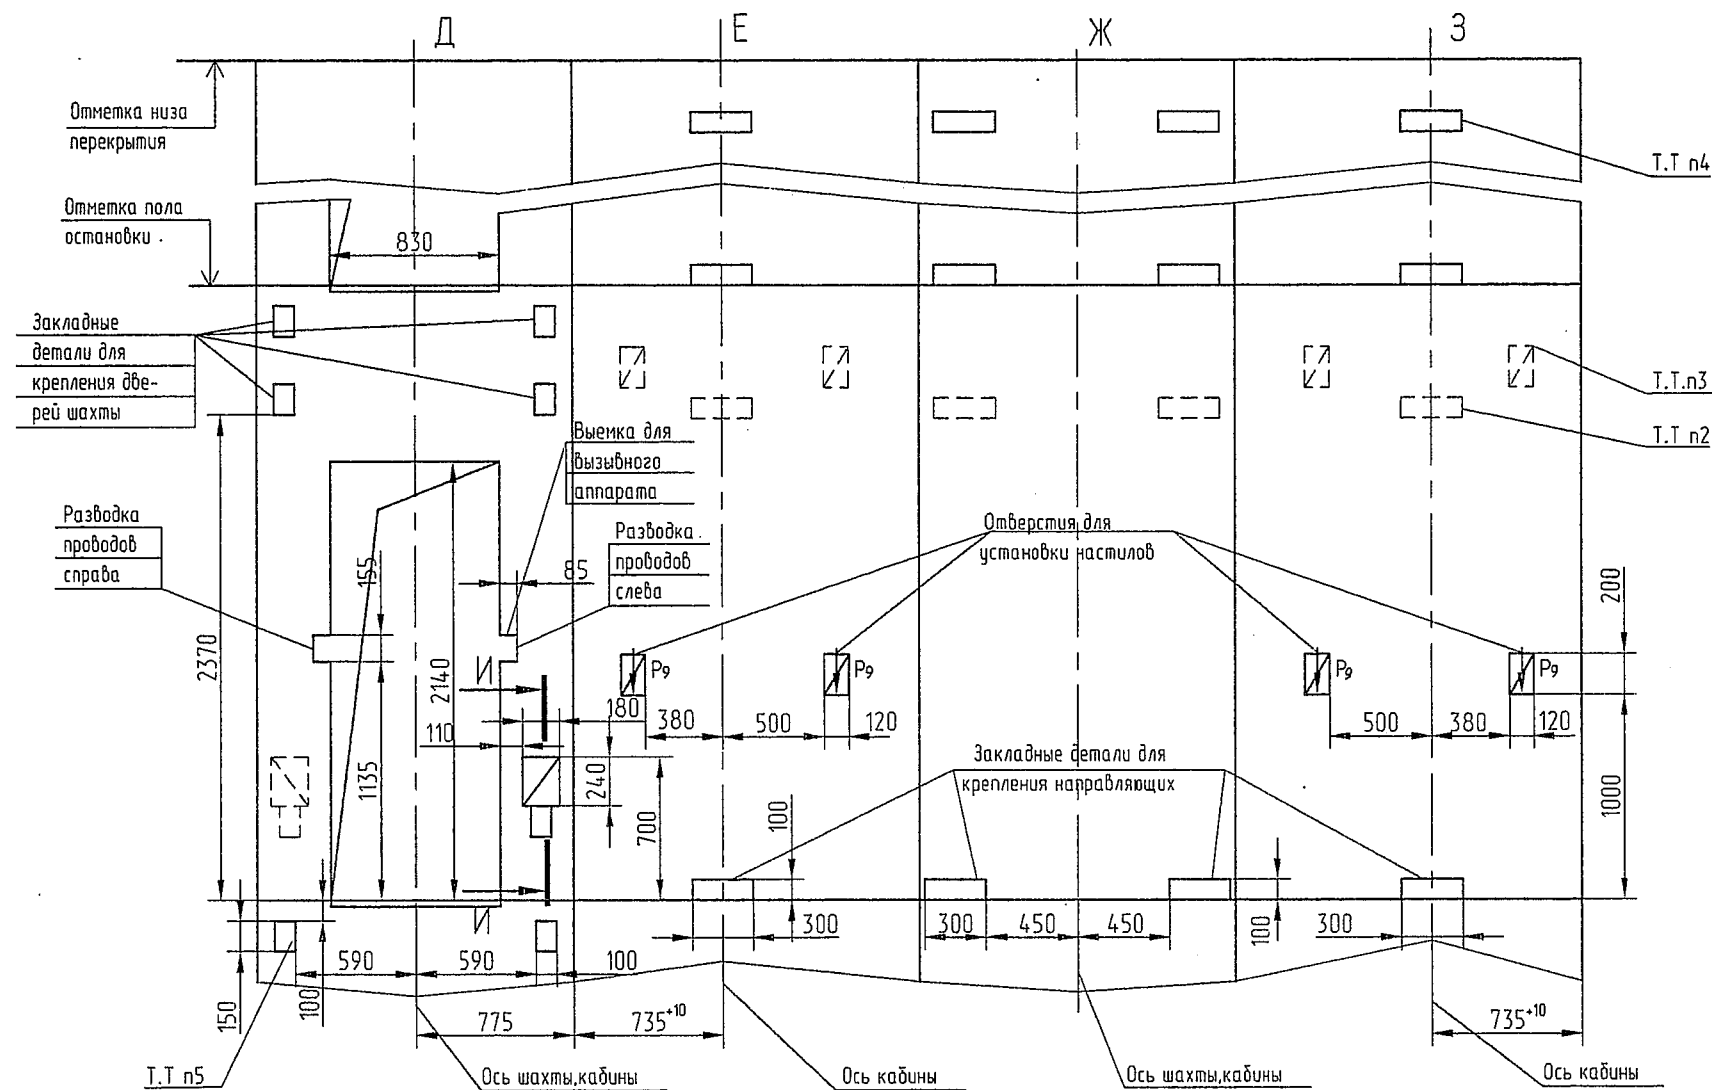 Д
Е
Ж
З
Отметка низа
перекрытия
Т.Т п4
Отметка пола
остановки
830
Закладные
детали для
крепления две-
рей шахты
Т.Т.п3
Т.Т п2
Выемка для
вызывного
аппарата
Разводка
проводов
справа
Разводка
проводов
слева
Отверстия для
установки настилов
155
85
200
2370
2140
И
Р9
Р9
Р9
Р9
180
380
500
120
500
380
120
110
1135
240
700
Закладные детали для
крепления направляющих
100
1000
И
300
300
450
450
100
300
590
590
100
150
100
775
735+10
735+10
Т.Т п5
Ось шахты,кабины
Ось кабины
Ось шахты,кабины
Ось кабины